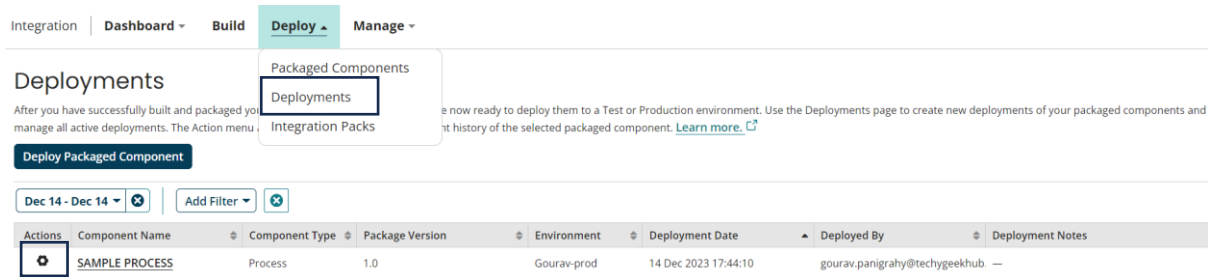 Integration Dashboard Build Deploy Manage
Packaged Components
Deployments
Integration Packs
Deployments
After you have successfully built and packaged yo e now ready to deploy them to a Test or Production environment. Use the Deployments page to create new deployments of your packaged components and
manage all active deployments. The Action menu nt history of the selected packaged component. Learn more.
Deploy Packaged Component
Dec 14 - Dec 14 Add Filter
Actions Component Name Component Type Package Version Environment Deployment Date Deployed By Deployment Notes
SAMPLE PROCESS Process 1.0 Gourav-prod 14 Dec 2023 17:44:10 gourav.panigrahy@techygeekhub. —